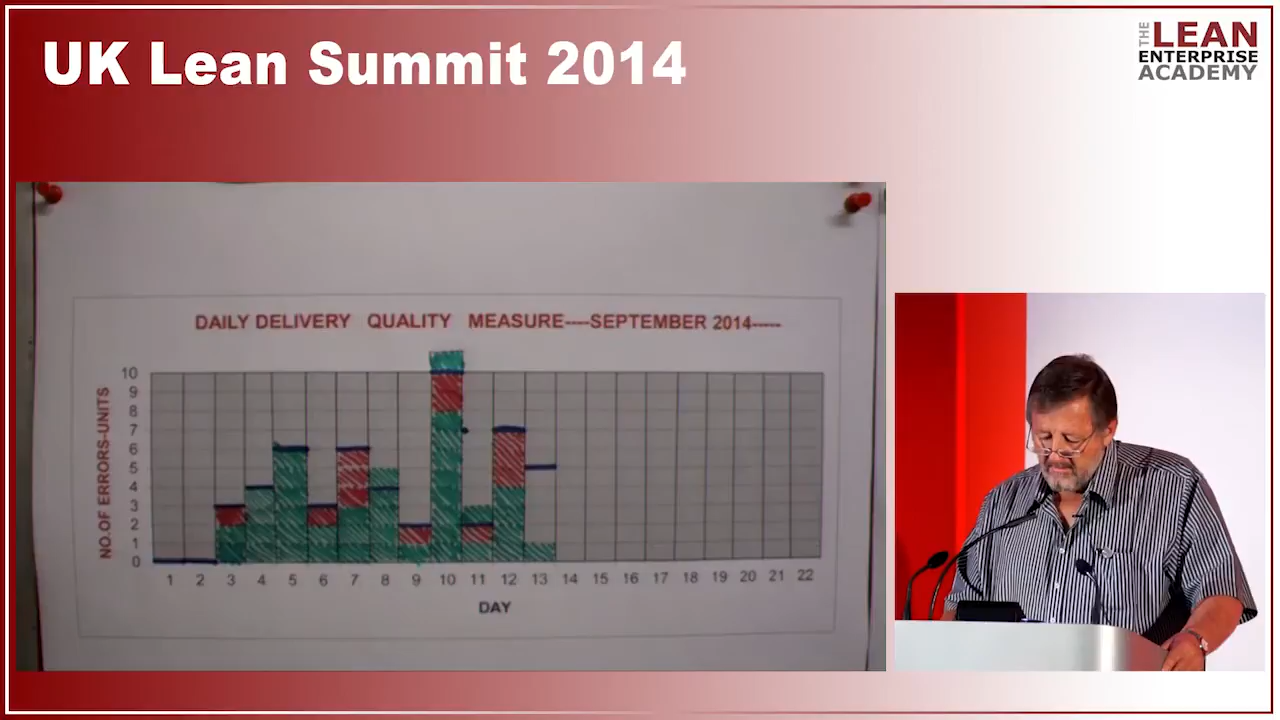 UK Lean Summit 2014
THE LEAN
ENTERPRISE
ACADEMY
DAILY DELIVERY QUALITY MEASURE----SEPTEMBER 2014-----
NO.OF ERRORS-UNITS
10
9
8
7
6
5
4
3
2
1
0
1 2 3 4 5 6 7 8 9 10 11 12 13 14 15 16 17 18 19 20 21 22
DAY